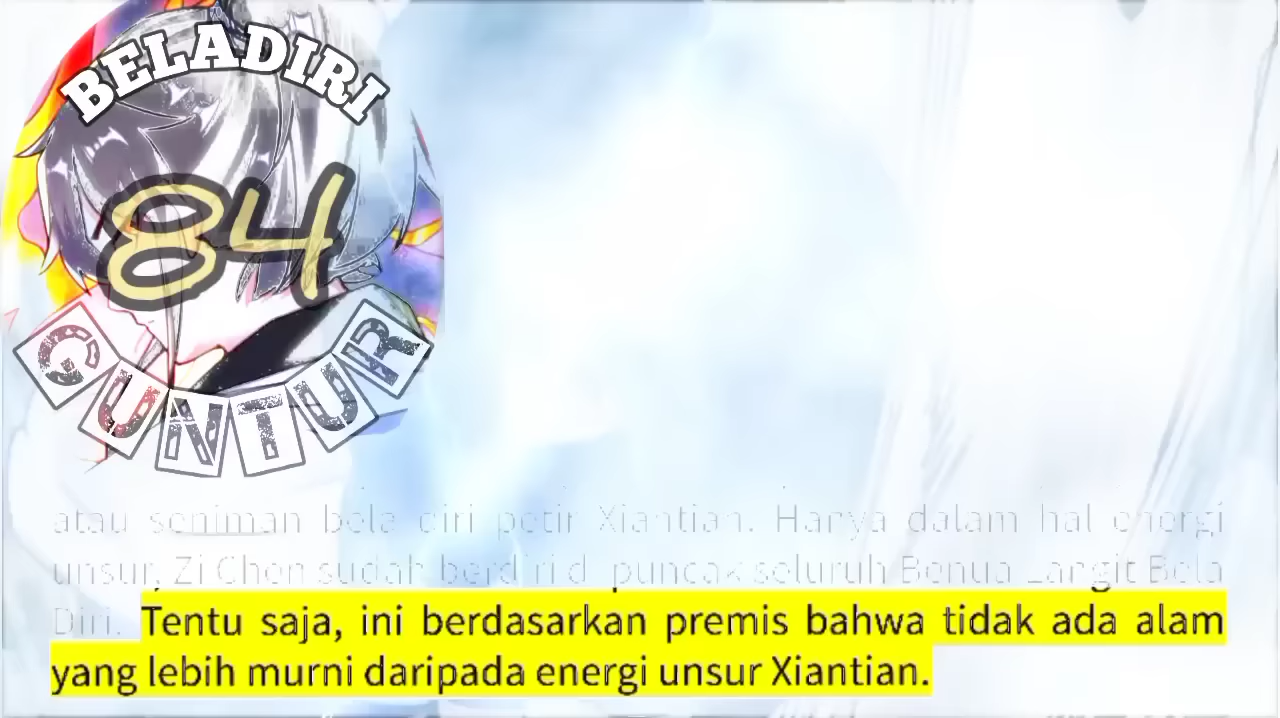 BELADIRI
84
GUNTUR
atau seniman bela diri petir Xiantian. Hanya dalam hal energi
unsur, Zi Chen sudah berdiri di puncak seluruh Benua Langit Bela
Diri. Tentu saja, ini berdasarkan premis bahwa tidak ada alam
yang lebih murni daripada energi unsur Xiantian.